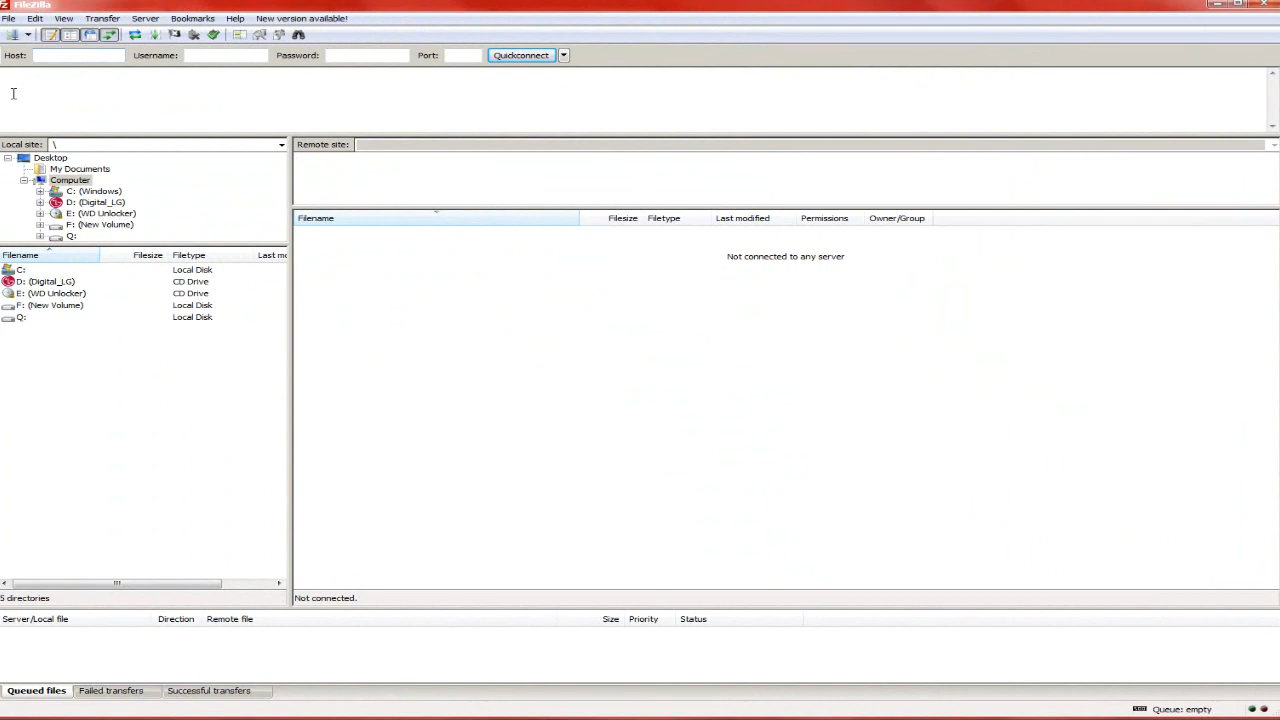 FileZilla
File Edit View Transfer Server Bookmarks Help New version available!
Host: Username: Password: Port: Quickconnect
Local site: \
Desktop
My Documents
Computer
C: (Windows)
D: (Digital_LG)
E: (WD Unlocker)
F: (New Volume)
Q:
Filename Filesize Filetype Last mo
C: Local Disk
D: (Digital_LG) CD Drive
E: (WD Unlocker) CD Drive
F: (New Volume) Local Disk
Q: Local Disk
5 directories
Remote site:
Filename Filesize Filetype Last modified Permissions Owner/Group
Not connected to any server
Not connected.
Server/Local file Direction Remote file Size Priority Status
Queued files Failed transfers Successful transfers
Queue: empty